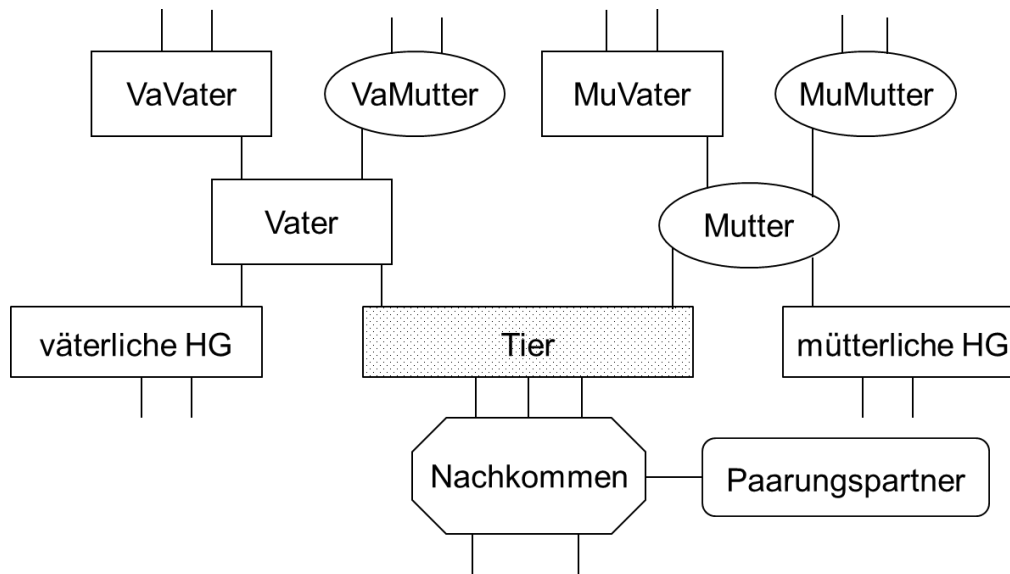 VaVater
VaMutter
MuVater
MuMutter
Vater
Mutter
väterliche HG
Tier
mütterliche HG
Nachkommen
Paarungspartner